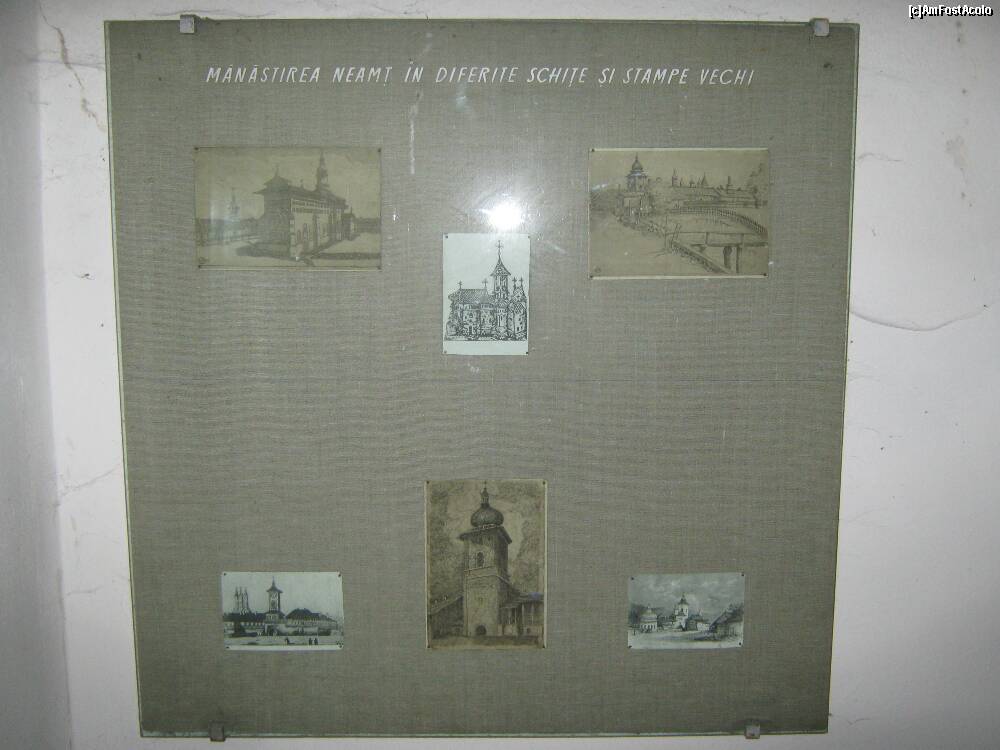 [c]AmFostAcolo
MÂNĂSTIREA NEAMȚ ÎN DIFERITE SCHIȚE ȘI STAMPE VECHI